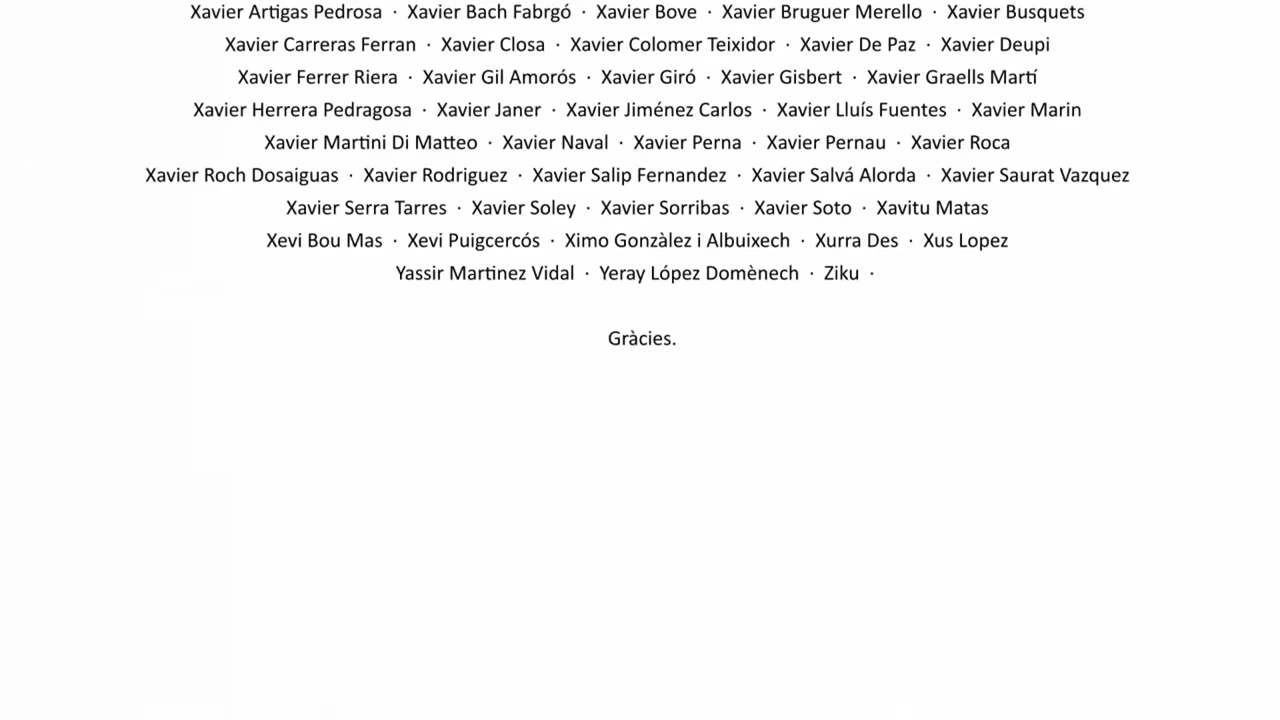 Xavier Artigas Pedrosa · Xavier Bach Fabrgó · Xavier Bove · Xavier Bruguer Merello · Xavier Busquets
Xavier Carreras Ferran · Xavier Closa · Xavier Colomer Teixidor · Xavier De Paz · Xavier Deupi
Xavier Ferrer Riera · Xavier Gil Amorós · Xavier Giró · Xavier Gisbert · Xavier Graells Martí
Xavier Herrera Pedragosa · Xavier Janer · Xavier Jiménez Carlos · Xavier Lluís Fuentes · Xavier Marin
Xavier Martini Di Matteo · Xavier Naval · Xavier Perna · Xavier Pernau · Xavier Roca
Xavier Roch Dosaiguas · Xavier Rodriguez · Xavier Salip Fernandez · Xavier Salvá Alorda · Xavier Saurat Vazquez
Xavier Serra Tarres · Xavier Soley · Xavier Sorribas · Xavier Soto · Xavitu Matas
Xevi Bou Mas · Xevi Puigcercós · Ximo Gonzàlez i Albuixech · Xurra Des · Xus Lopez
Yassir Martinez Vidal · Yeray López Domènech · Ziku ·
Gràcies.